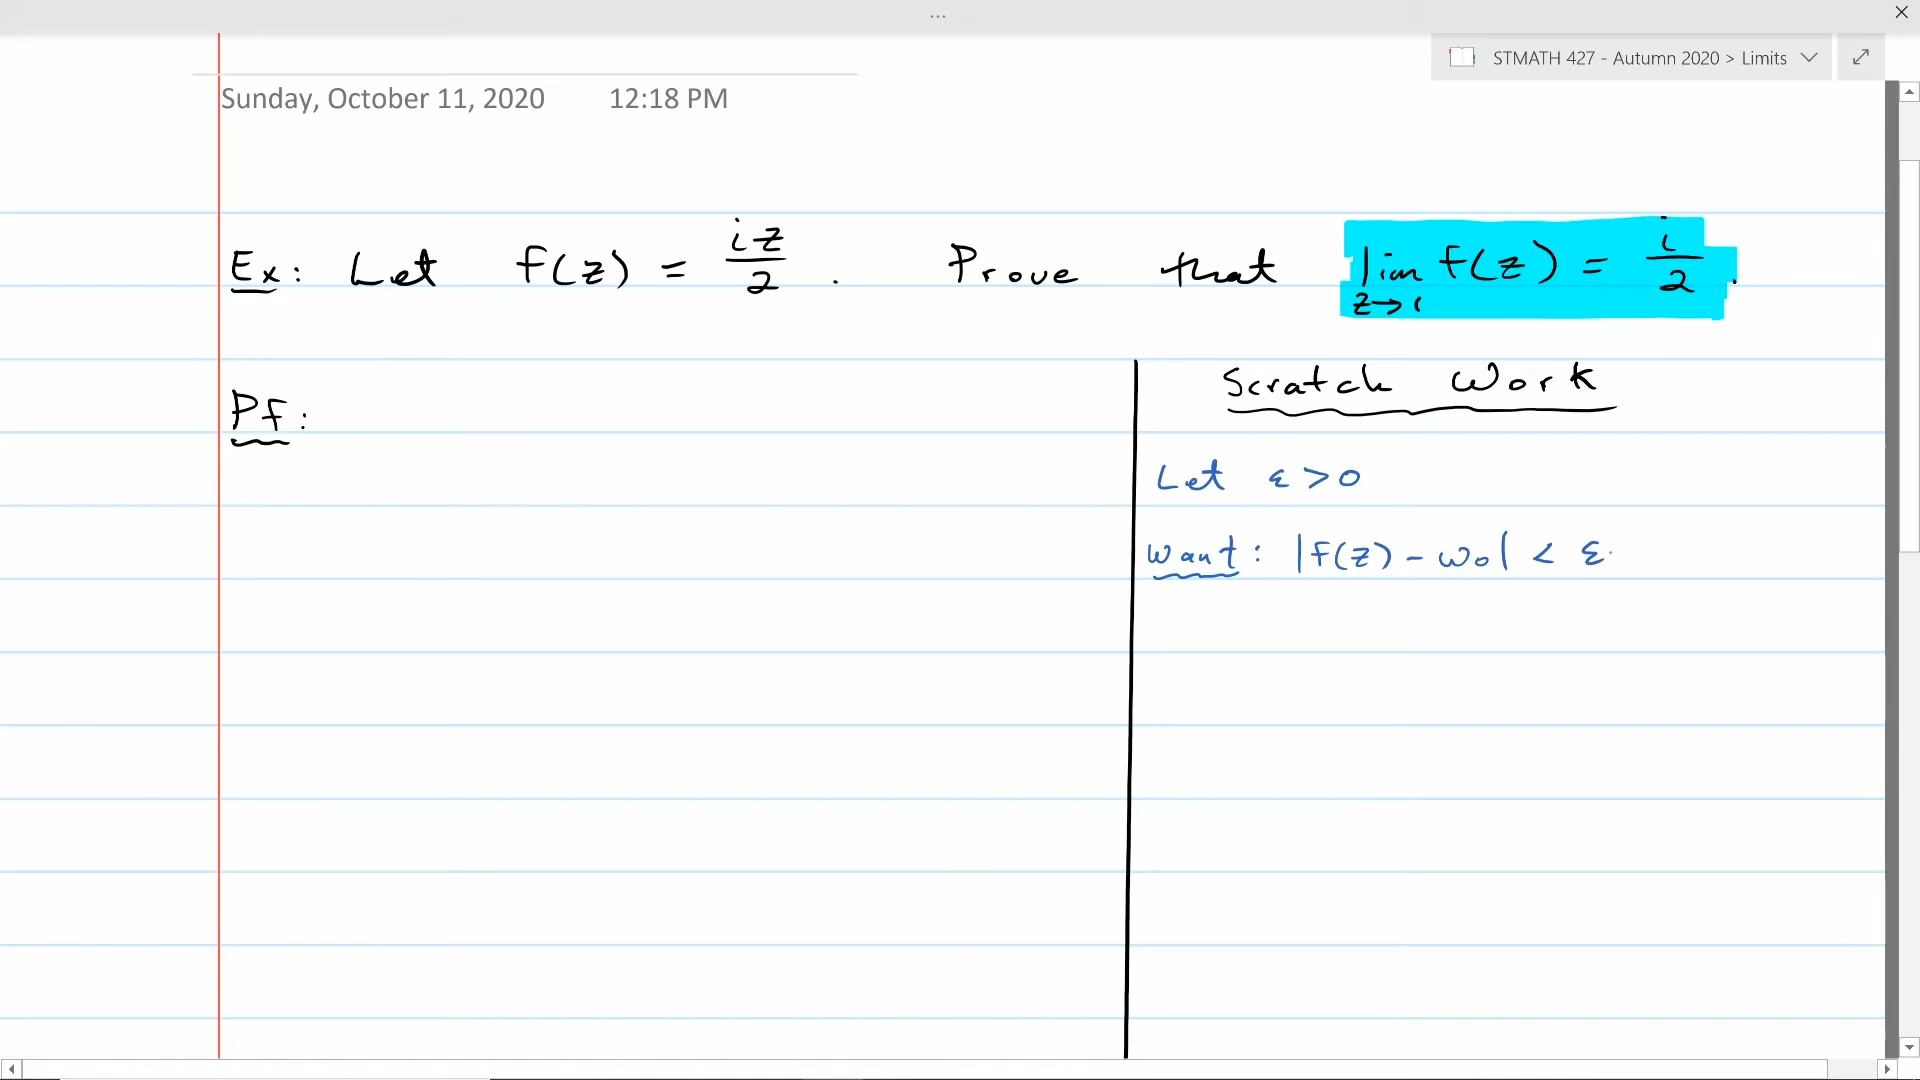 ...
STMATH 427 - Autumn 2020 > Limits
Sunday, October 11, 2020 12:18 PM
Ex: Let f(z) = iz/2. Prove that lim z→1 f(z) = i/2.
Pf:
Scratch Work
Let ε > 0
Want: |f(z) - w₀| < ε.